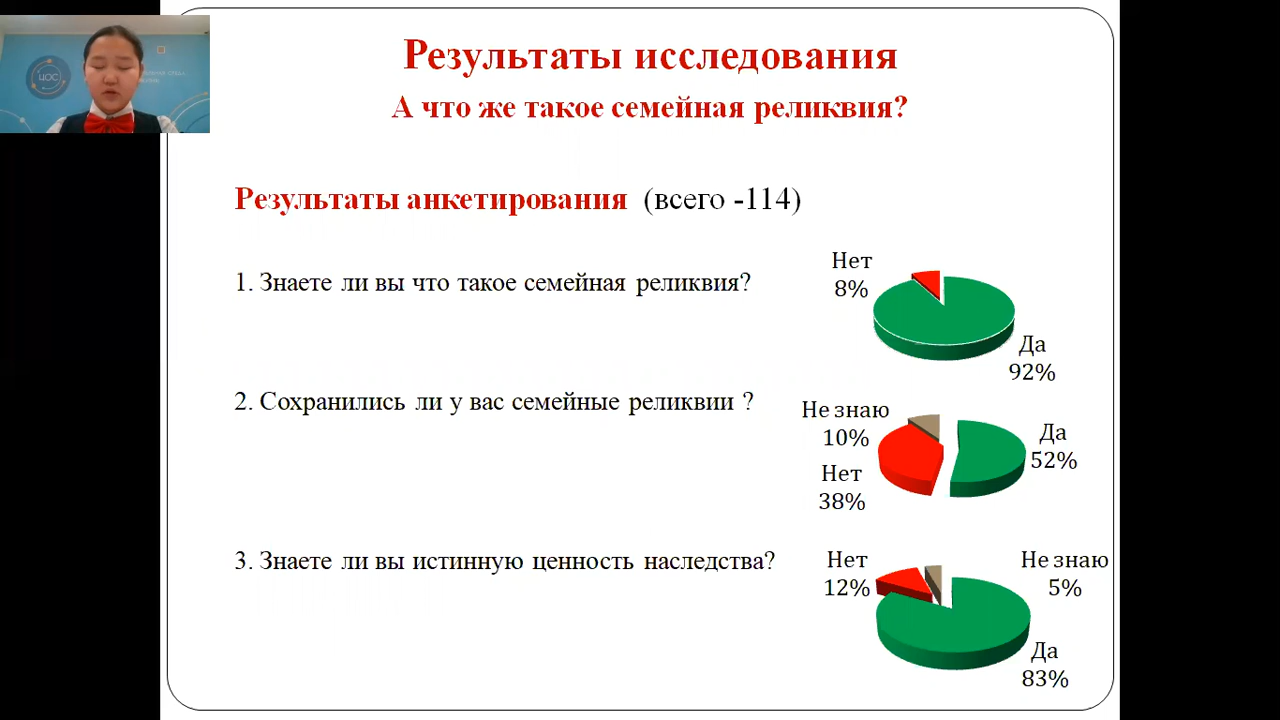 Результаты исследования
А что же такое семейная реликвия?
Результаты анкетирования (всего -114)
1. Знаете ли вы что такое семейная реликвия?
Нет
8%
Да
92%
2. Сохранились ли у вас семейные реликвии ?
Не знаю
10%
Да
52%
Нет
38%
3. Знаете ли вы истинную ценность наследства?
Нет
12%
Не знаю
5%
Да
83%
ЦОС